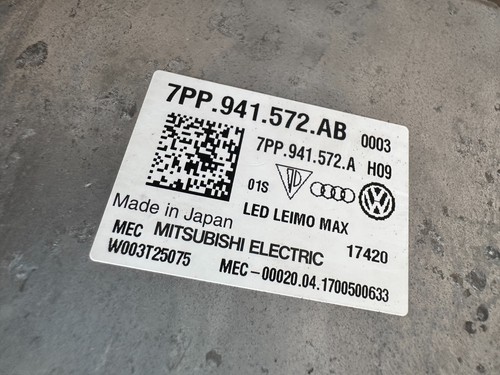 7PP.941.572.AB 0003
7PP.941.572.A H09
01S
LED LEIMO MAX
Made in Japan
MEC MITSUBISHI ELECTRIC 17420
W003T25075 MEC-00020.04.1700500633